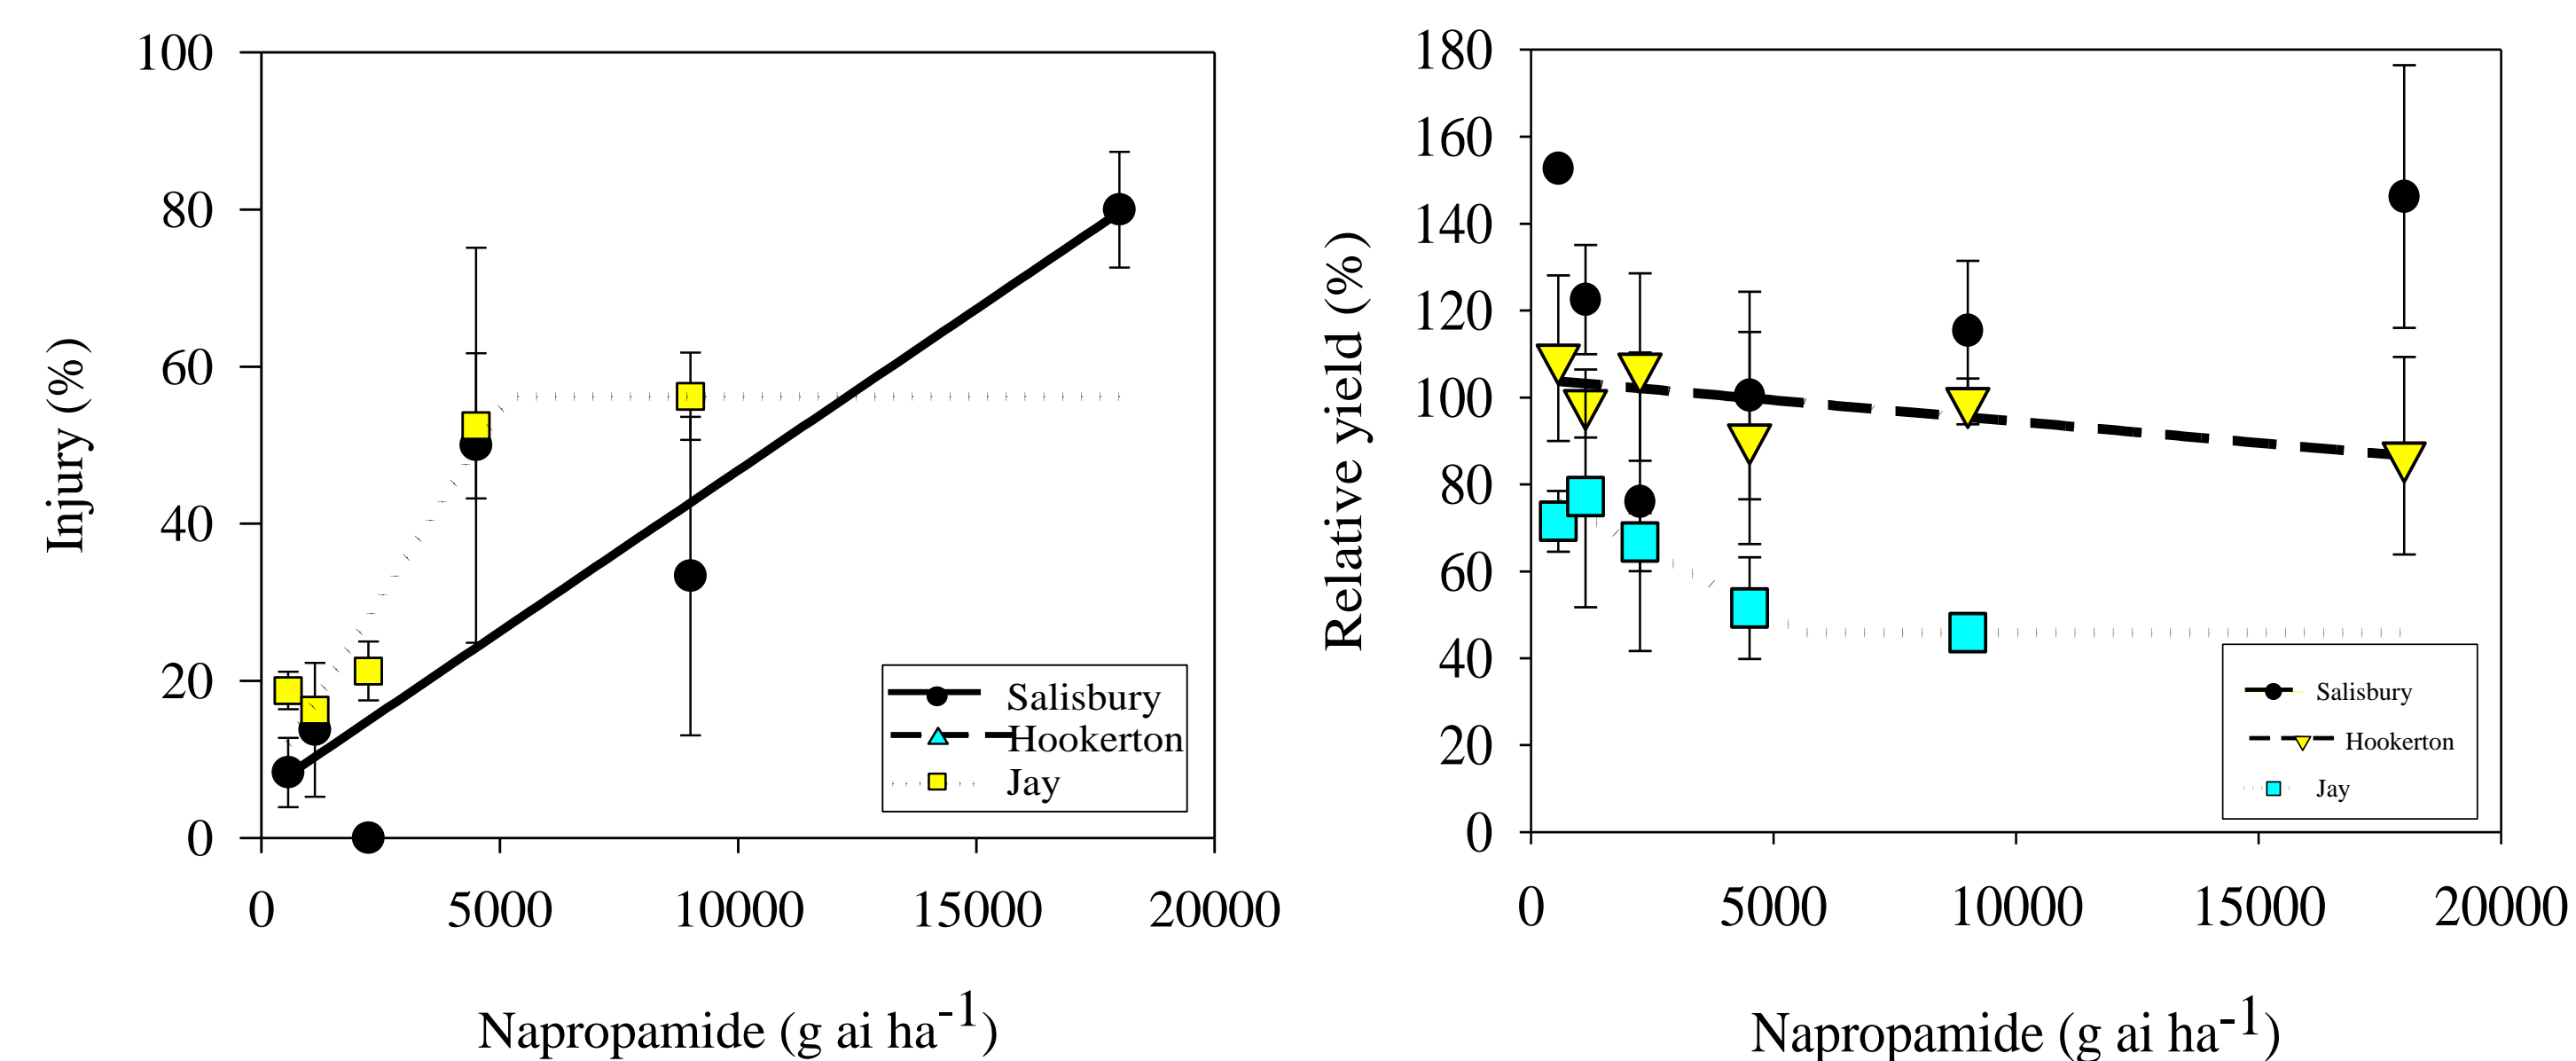 100
80
60
40
20
0
Injury (%)
0 5000 10000 15000 20000
Napropamide (g ai ha-1)
Salisbury
Hookerton
Jay
180
160
140
120
100
80
60
40
20
0
Relative yield (%)
0 5000 10000 15000 20000
Napropamide (g ai ha-1)
Salisbury
Hookerton
Jay